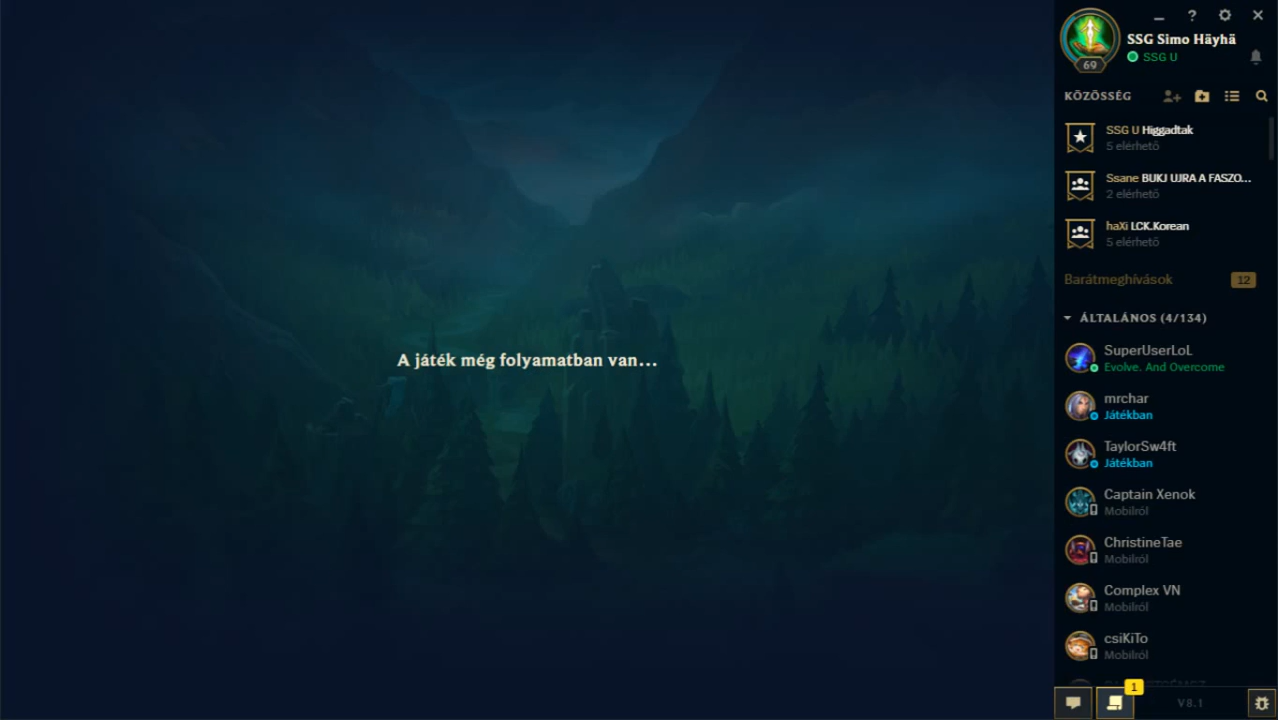 SSG Simo Häyhä
69
SSG U
KÖZÖSSÉG
SSG U Higgadtak
5 elérhető
Ssane BUKJ UJRA A FASZO...
2 elérhető
haXi LCK.Korean
5 elérhető
Barátmeghívások 12
ÁLTALÁNOS (4/134)
SuperUserLoL
Evolve. And Overcome
A játék még folyamatban van...
mrchar
Játékban
TaylorSw4ft
Játékban
Captain Xenok
Mobilról
ChristineTae
Mobilról
Complex VN
Mobilról
csiKiTo
Mobilról
1
V8.1